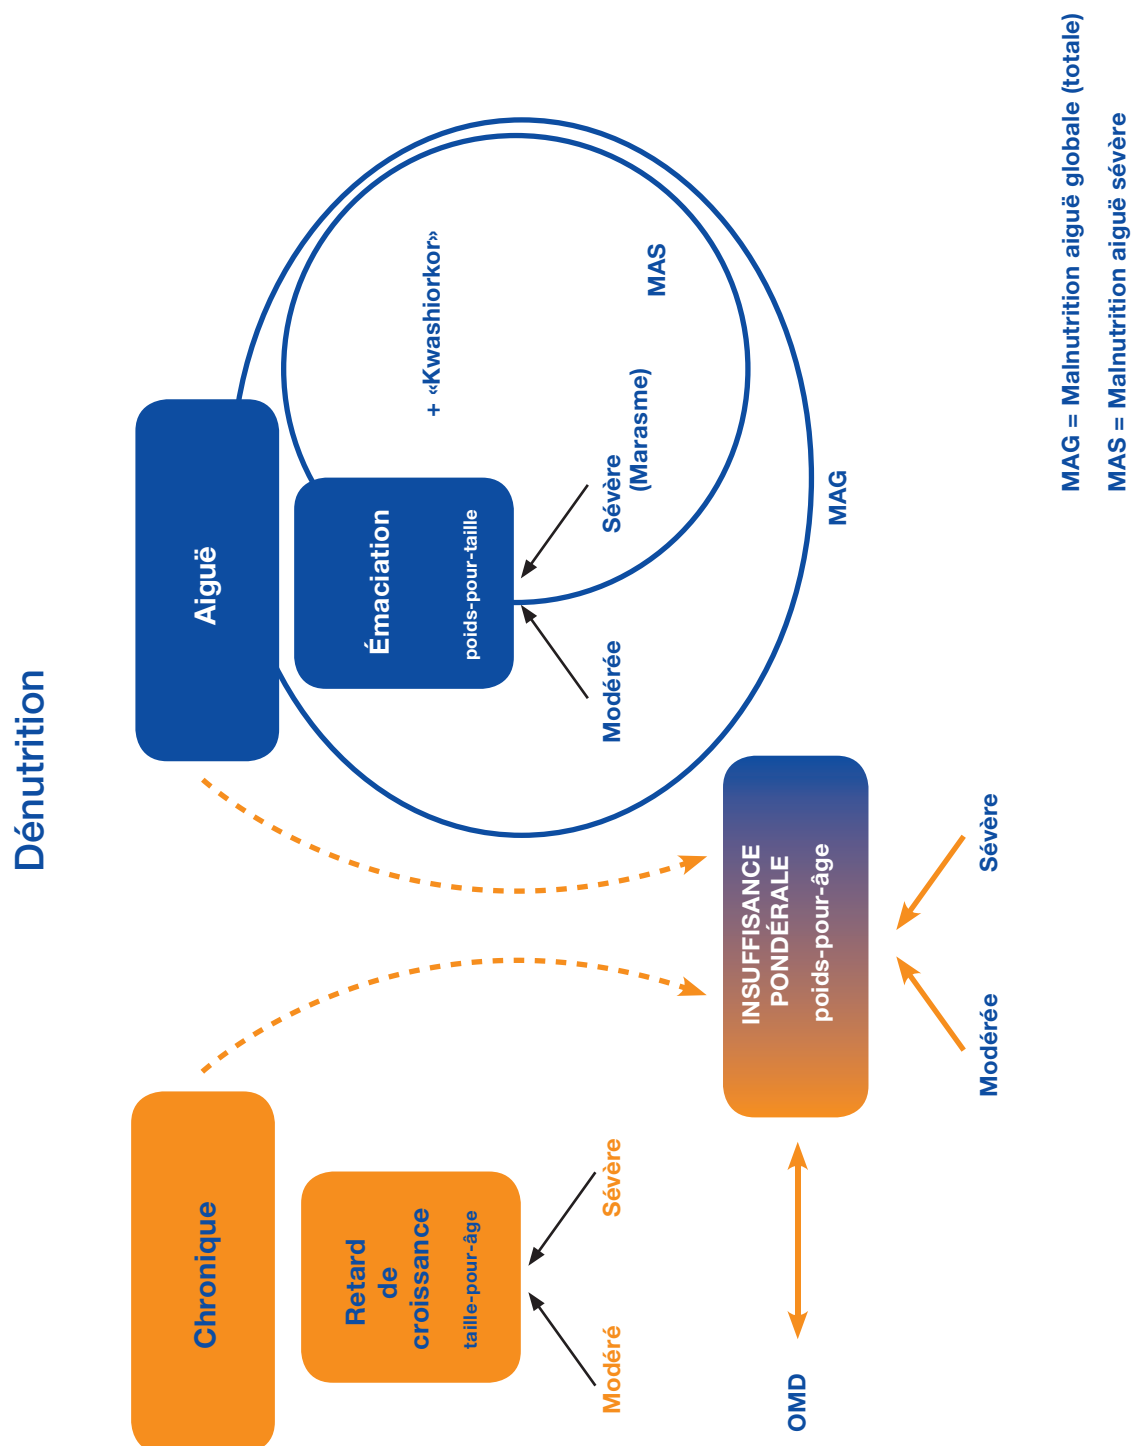 Dénutrition
Chronique
Aiguë
Retard
de
croissance
taille-pour-âge
Modéré
Sévère
Émaciation
poids-pour-taille
+ «Kwashiorkor»
Modérée
Sévère
(Marasme)
MAS
MAG
OMD
INSUFFISANCE
PONDÉRALE
poids-pour-âge
Modérée
Sévère
MAG = Malnutrition aiguë globale (totale)
MAS = Malnutrition aiguë sévère